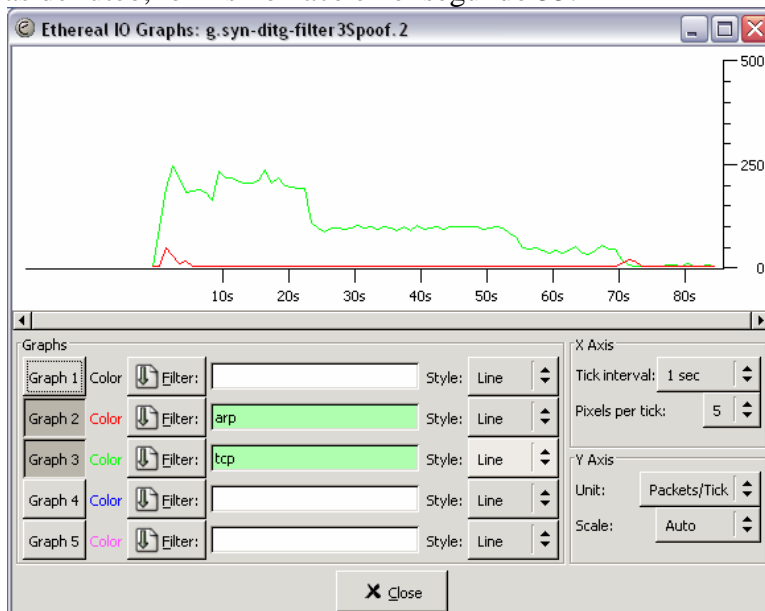 Ethereal IO Graphs: g.syn-ditg-filter3Spoof.2
500
250
0
10s 20s 30s 40s 50s 60s 70s 80s
Graphs
Graph 1 Color Filter: Style: Line
Graph 2 Color Filter: arp Style: Line
Graph 3 Color Filter: tcp Style: Line
Graph 4 Color Filter: Style: Line
Graph 5 Color Filter: Style: Line
X Axis
Tick interval: 1 sec
Pixels per tick: 5
Y Axis
Unit: Packets/Tick
Scale: Auto
Close